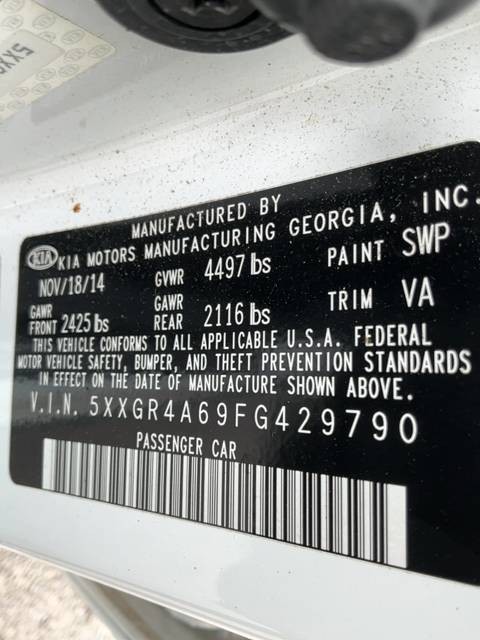 5XXG
MANUFACTURED BY
KIA KIA MOTORS MANUFACTURING GEORGIA, INC.
NOV/18/14 GVWR 4497 lbs PAINT SWP
GAWR FRONT 2425 lbs GAWR REAR 2116 lbs TRIM VA
THIS VEHICLE CONFORMS TO ALL APPLICABLE U.S.A. FEDERAL
MOTOR VEHICLE SAFETY, BUMPER, AND THEFT PREVENTION STANDARDS
IN EFFECT ON THE DATE OF MANUFACTURE SHOWN ABOVE.
V.I.N. 5XXGR4A69FG429790
PASSENGER CAR